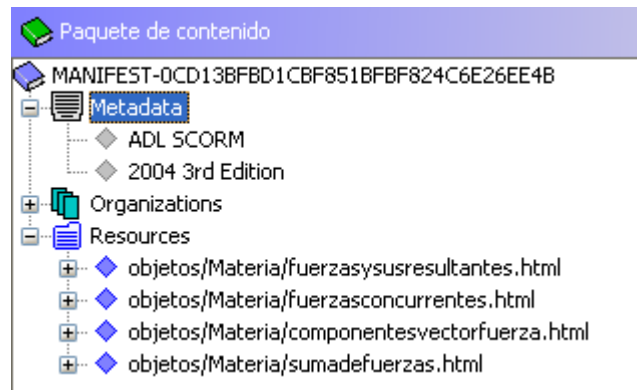 Paquete de contenido
MANIFEST-0CD13BFBD1CBF851BFBF824C6E26EE4B
Metadata
ADL SCORM
2004 3rd Edition
Organizations
Resources
objetos/Materia/fuerzasysusresultantes.html
objetos/Materia/fuerzasconcurrentes.html
objetos/Materia/componentesvectorfuerza.html
objetos/Materia/sumadefuerzas.html